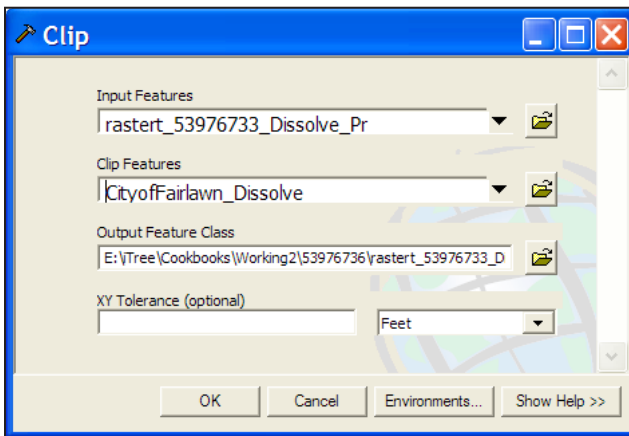 Clip
Input Features
rastert_53976733_Dissolve_Pr
Clip Features
CityofFairlawn_Dissolve
Output Feature Class
E:\iTree\Cookbooks\Working2\53976736\rastert_53976733_D
XY Tolerance (optional)
Feet
OK Cancel Environments... Show Help >>